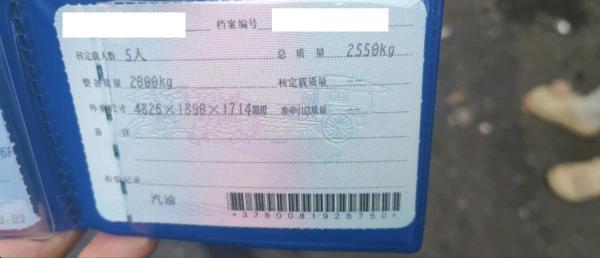 档案编号
核定载人数 5人 总质量 2550kg
整备质量 2000kg 核定载质量 --
外廓尺寸 4826×1890×1714mm 准牵引总质量 --
备注
检验记录
汽油
*3780081928750*